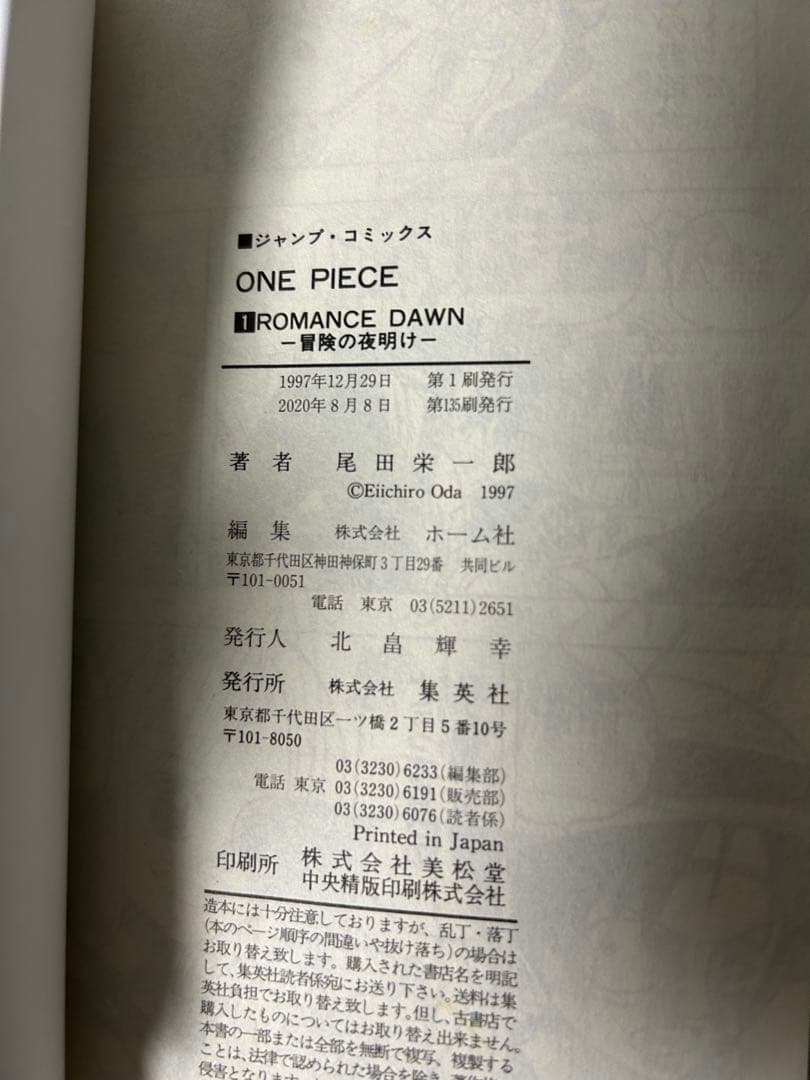 ■ジャンプ・コミックス
ONE PIECE
1 ROMANCE DAWN
―冒険の夜明け―
1997年12月29日 第1刷発行
2020年8月8日 第135刷発行
著者 尾田栄一郎
©Eiichiro Oda 1997
編集 株式会社 ホーム社
東京都千代田区神田神保町3丁目29番 共同ビル
〒101-0051
電話 東京 03(5211)2651
発行人 北畠輝幸
発行所 株式会社 集英社
東京都千代田区一ツ橋2丁目5番10号
〒101-8050
03(3230)6233(編集部)
電話 東京 03(3230)6191(販売部)
03(3230)6076(読者係)
Printed in Japan
印刷所 株式会社美松堂
中央精版印刷株式会社
造本には十分注意しておりますが、乱丁・落丁
(本のページ順序の間違いや抜け落ち)の場合は
お取り替え致します。購入された書店名を明記
して、集英社読者係宛にお送り下さい。送料は集
英社負担でお取り替え致します。但し、古書店で
購入したものについてはお取り替え出来ません。
本書の一部または全部を無断で複写、複製する
ことは、法律で認められた場合を除き、
侵害となります。